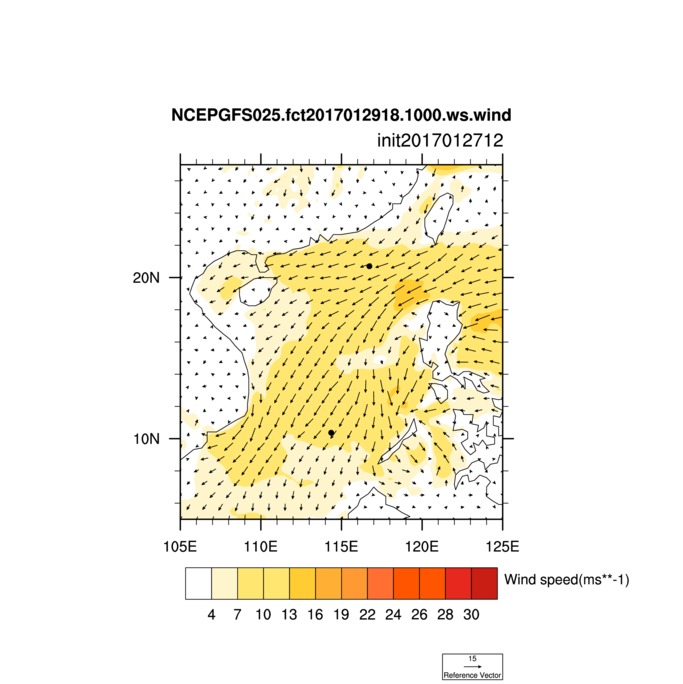 NCEPGFS025.fct2017012918.1000.ws.wind
init2017012712
20N
10N
105E 110E 115E 120E 125E
Wind speed(ms**-1)
4 7 10 13 16 19 22 24 26 28 30
15
Reference Vector